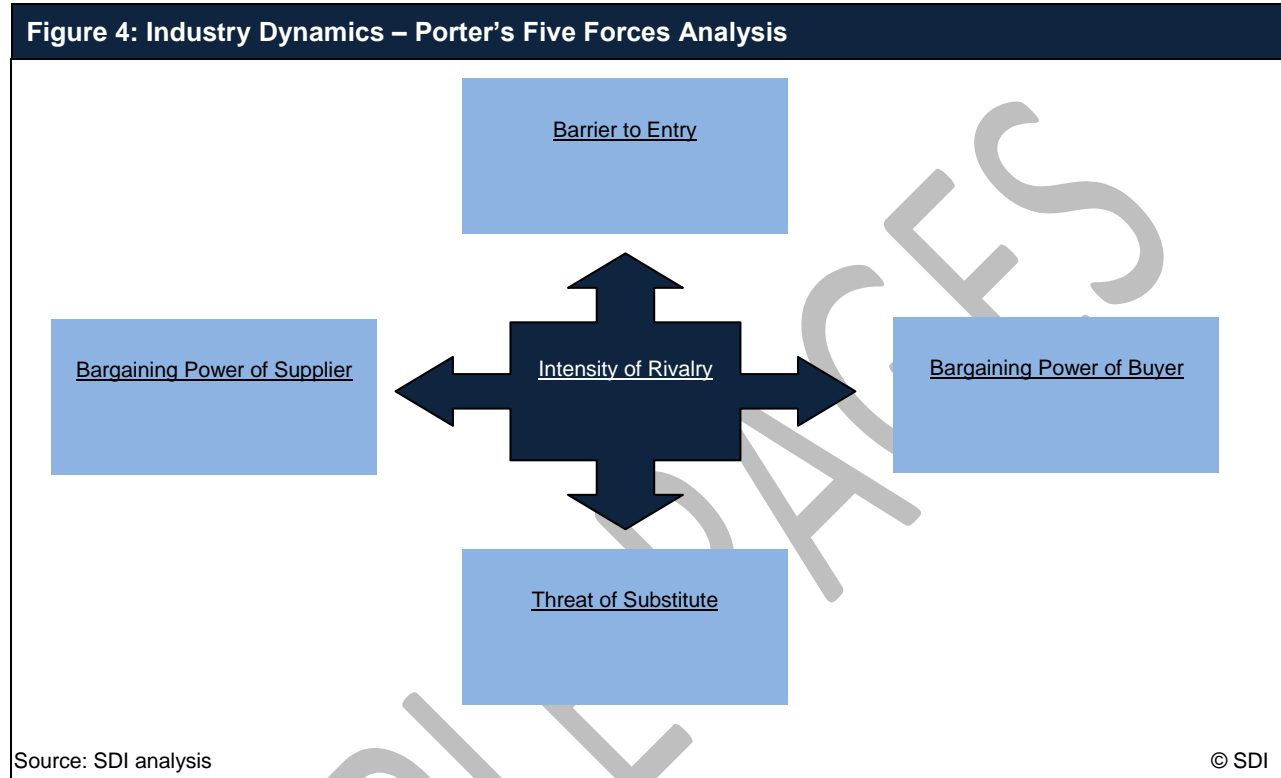 Figure 4: Industry Dynamics – Porter's Five Forces Analysis
Barrier to Entry
Bargaining Power of Supplier
Intensity of Rivalry
Bargaining Power of Buyer
Threat of Substitute
Source: SDI analysis
© SDI
PAGES